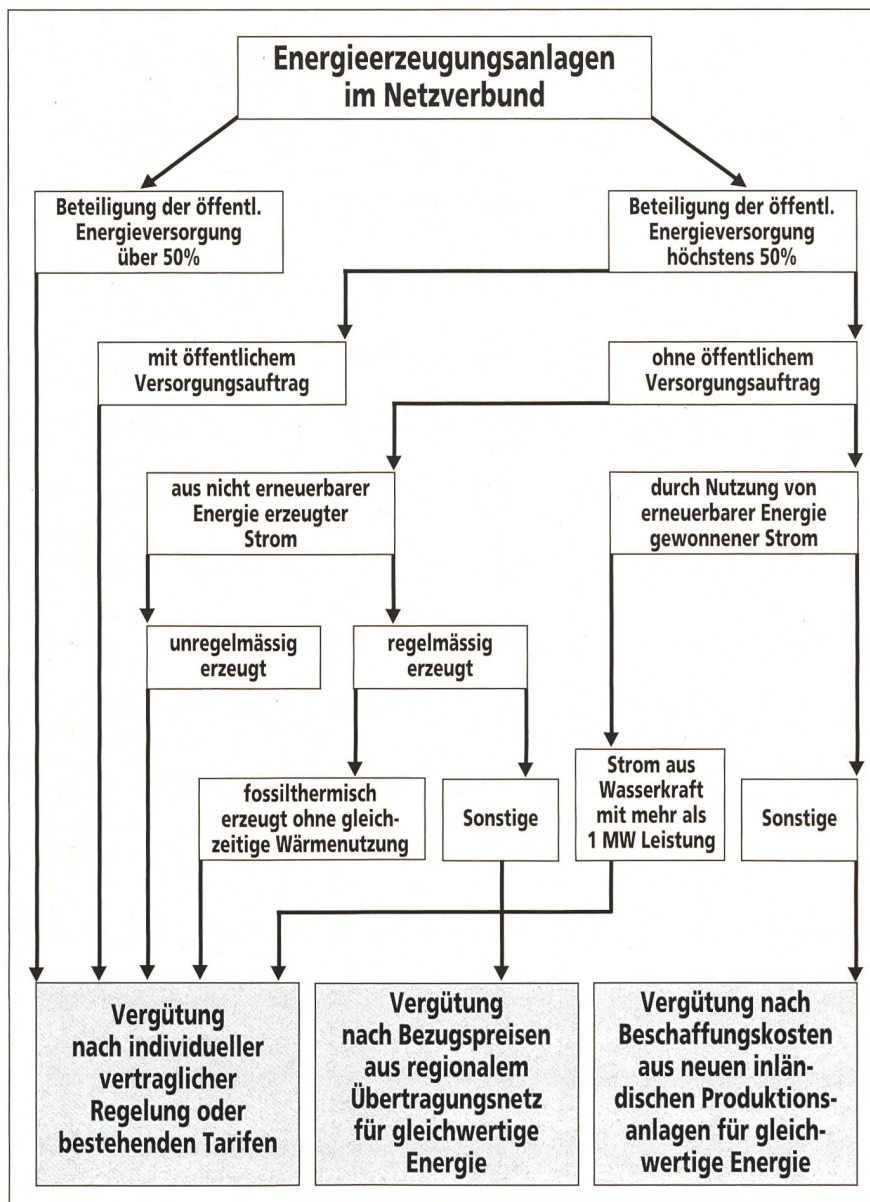 Energieerzeugungsanlagen
im Netzverbund
Beteiligung der öffentl.
Energieversorgung
über 50%
Beteiligung der öffentl.
Energieversorgung
höchstens 50%
mit öffentlichem
Versorgungsauftrag
ohne öffentlichem
Versorgungsauftrag
aus nicht erneuerbarer
Energie erzeugter
Strom
durch Nutzung von
erneuerbarer Energie
gewonnener Strom
unregelmässig
erzeugt
regelmässig
erzeugt
fossilthermisch
erzeugt ohne gleich-
zeitige Wärmenutzung
Sonstige
Strom aus
Wasserkraft
mit mehr als
1 MW Leistung
Sonstige
Vergütung
nach individueller
vertraglicher
Regelung oder
bestehenden Tarifen
Vergütung
nach Bezugspreisen
aus regionalem
Übertragungsnetz
für gleichwertige
Energie
Vergütung nach
Beschaffungskosten
aus neuen inlän-
dischen Produktions-
anlagen für gleich-
wertige Energie